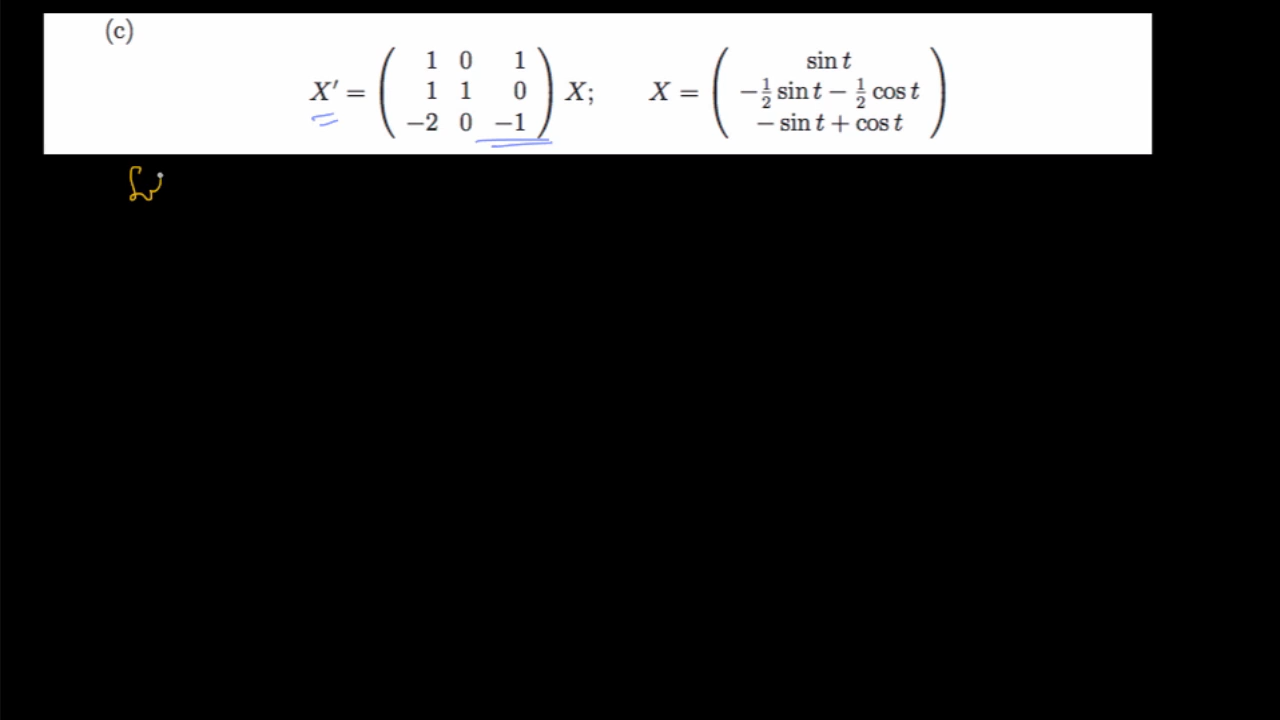 (c)
X′ = ( 1 0 1 ; 1 1 0 ; −2 0 −1 ) X; X = ( sin t ; −1/2 sin t − 1/2 cos t ; − sin t + cos t )